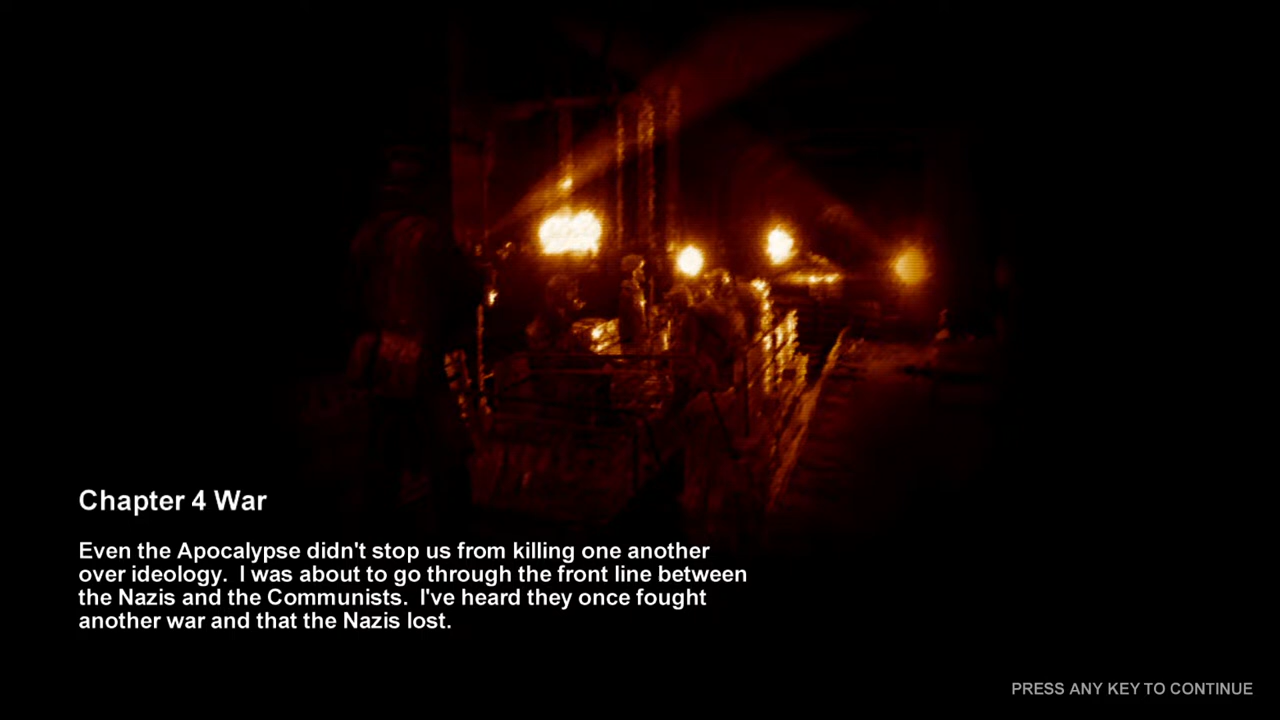 Chapter 4 War
Even the Apocalypse didn't stop us from killing one another
over ideology.  I was about to go through the front line between
the Nazis and the Communists.  I've heard they once fought
another war and that the Nazis lost.
PRESS ANY KEY TO CONTINUE